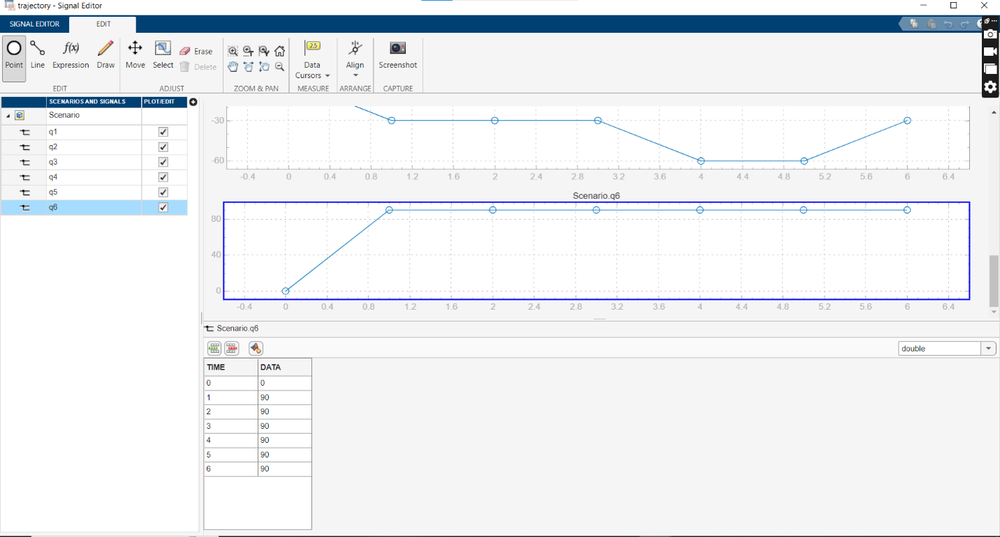 trajectory - Signal Editor
SIGNAL EDITOR EDIT
Point Line Expression Draw Move Select Erase Delete Data Cursors Align Screenshot
f(x)
2.5
EDIT ADJUST ZOOM & PAN MEASURE ARRANGE CAPTURE
SCENARIOS AND SIGNALS PLOT/EDIT
Scenario
q1
q2
q3
q4
q5
q6
-30
-60
-0.4 0 0.4 0.8 1.2 1.6 2 2.4 2.8 3.2 3.6 4 4.4 4.8 5.2 5.6 6 6.4
Scenario.q6
80
40
0
-0.4 0 0.4 0.8 1.2 1.6 2 2.4 2.8 3.2 3.6 4 4.4 4.8 5.2 5.6 6 6.4
Scenario.q6
double
TIME DATA
0 0
1 90
2 90
3 90
4 90
5 90
6 90